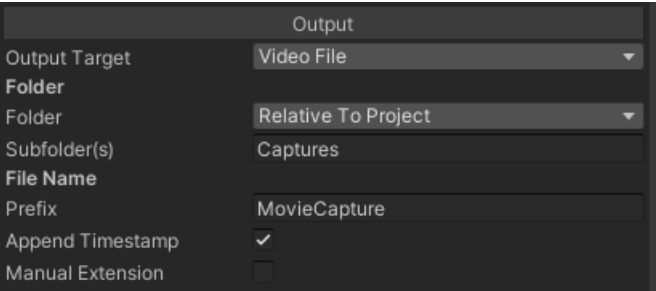 Output
Output Target Video File
Folder
Folder Relative To Project
Subfolder(s) Captures
File Name
Prefix MovieCapture
Append Timestamp
Manual Extension